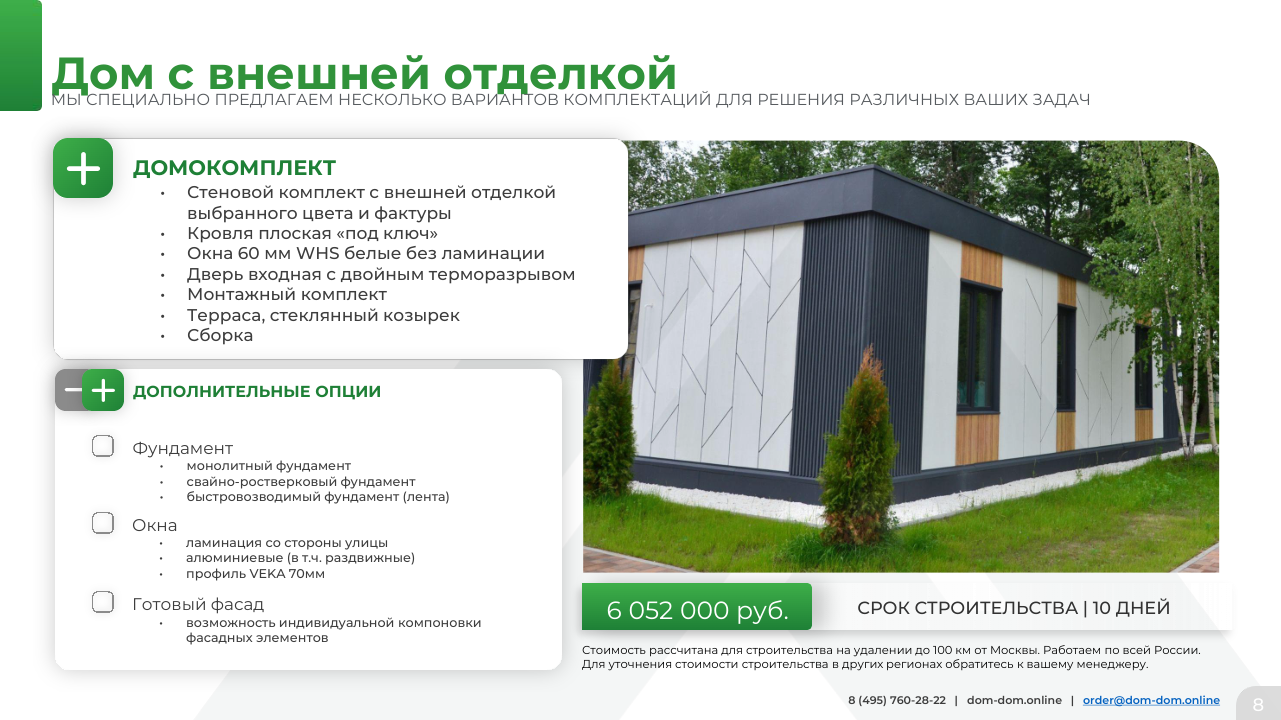 Дом с внешней отделкой
МЫ СПЕЦИАЛЬНО ПРЕДЛАГАЕМ НЕСКОЛЬКО ВАРИАНТОВ КОМПЛЕКТАЦИЙ ДЛЯ РЕШЕНИЯ РАЗЛИЧНЫХ ВАШИХ ЗАДАЧ
ДОМОКОМПЛЕКТ
• Стеновой комплект с внешней отделкой
выбранного цвета и фактуры
• Кровля плоская «под ключ»
• Окна 60 мм WHS белые без ламинации
• Дверь входная с двойным терморазрывом
• Монтажный комплект
• Терраса, стеклянный козырек
• Сборка
ДОПОЛНИТЕЛЬНЫЕ ОПЦИИ
Фундамент
• монолитный фундамент
• свайно-ростверковый фундамент
• быстровозводимый фундамент (лента)
Окна
• ламинация со стороны улицы
• алюминиевые (в т.ч. раздвижные)
• профиль VEKA 70мм
Готовый фасад
• возможность индивидуальной компоновки
фасадных элементов
6 052 000 руб.
СРОК СТРОИТЕЛЬСТВА | 10 ДНЕЙ
Стоимость рассчитана для строительства на удалении до 100 км от Москвы. Работаем по всей России.
Для уточнения стоимости строительства в других регионах обратитесь к вашему менеджеру.
8 (495) 760-28-22 | dom-dom.online | order@dom-dom.online
8